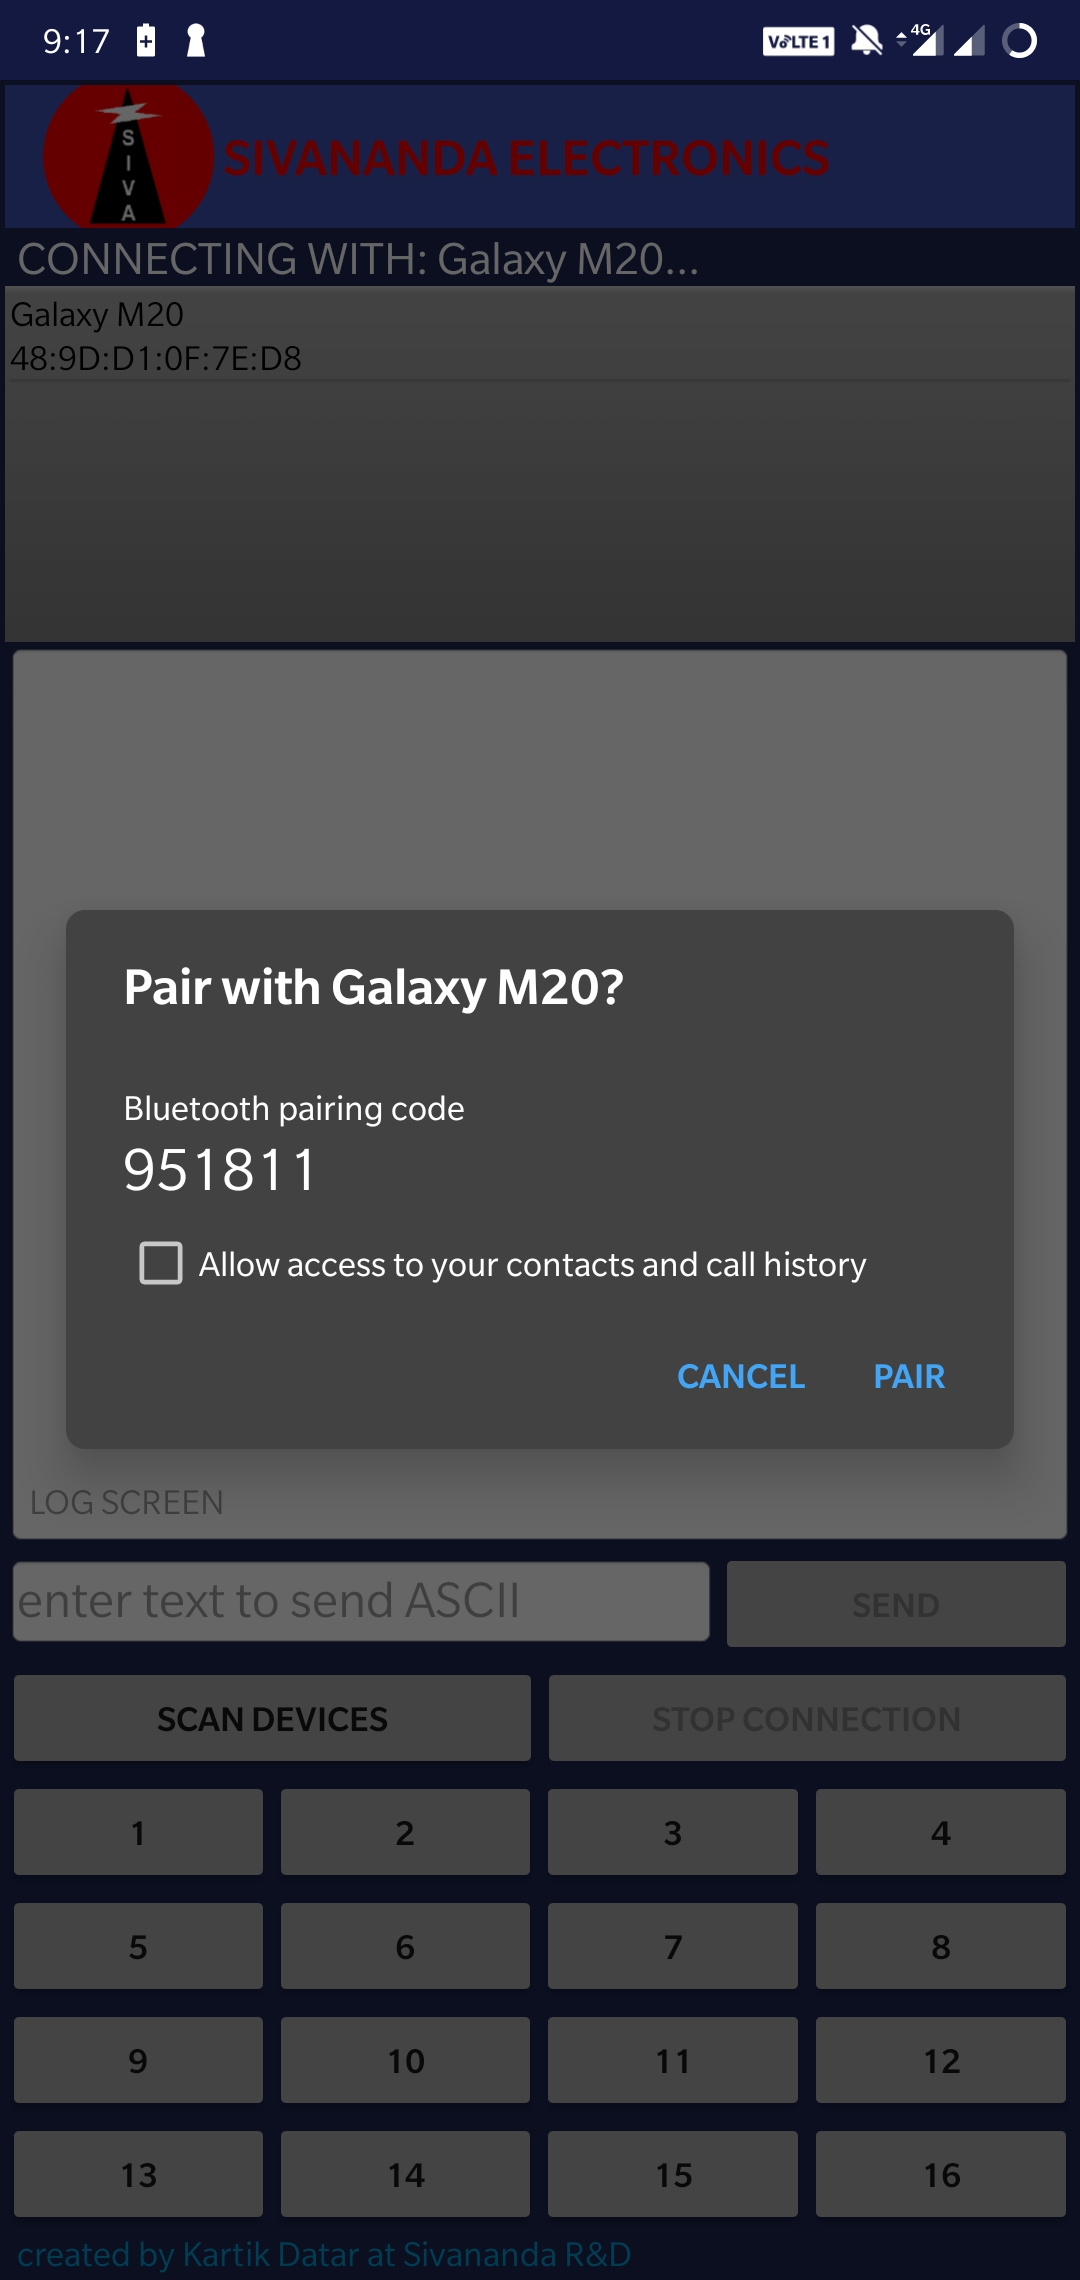 9:17 VoLTE 1 4G
S
I
V
A
SIVANANDA ELECTRONICS
CONNECTING WITH: Galaxy M20...
Galaxy M20
48:9D:D1:0F:7E:D8
Pair with Galaxy M20?
Bluetooth pairing code
951811
Allow access to your contacts and call history
CANCEL PAIR
LOG SCREEN
enter text to send ASCII SEND
SCAN DEVICES STOP CONNECTION
1 2 3 4
5 6 7 8
9 10 11 12
13 14 15 16
created by Kartik Datar at Sivananda R&D